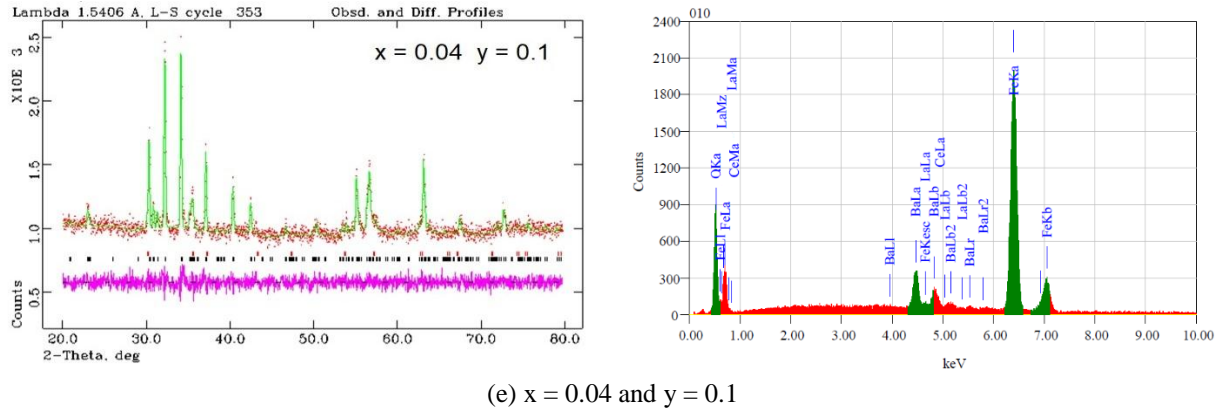 Lambda 1.5406 A, L-S cycle 353 Obsd. and Diff. Profiles
x = 0.04 y = 0.1
X10E 3
2.5
2.0
1.5
1.0
0.5
Counts
20.0 30.0 40.0 50.0 60.0 70.0 80.0
2-Theta, deg
010
2400
2100
1800
1500
1200
900
600
300
0
Counts
OKa
LaMz
LaMa
CeMa
FeLa
FeLl
BaLl
BaLa
FeKesc
LaLa
BaLb
CeLa
LaLb
BaLb2
LaLb2
BaLr
BaLr2
FeKa
FeKb
0.00 1.00 2.00 3.00 4.00 5.00 6.00 7.00 8.00 9.00 10.00
keV
(e) x = 0.04 and y = 0.1